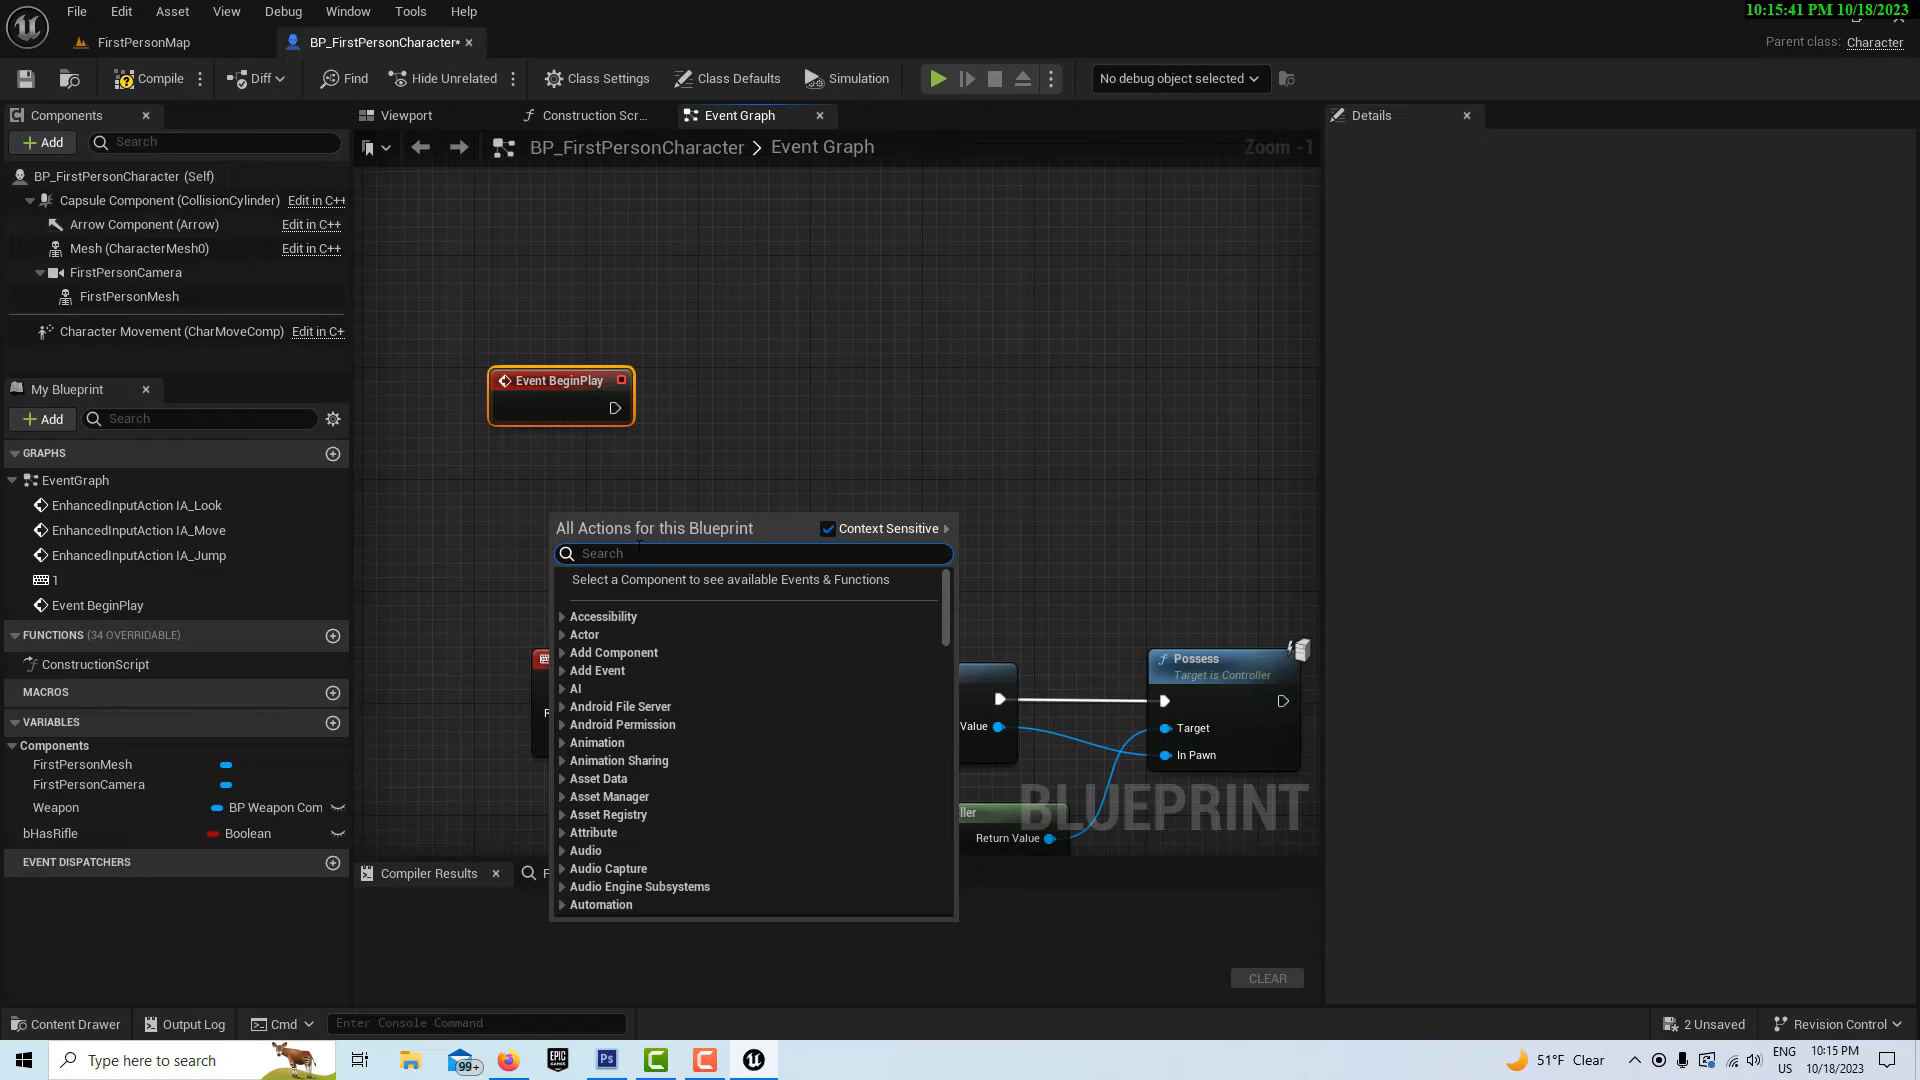 File Edit Asset View Debug Window Tools Help
10:15:41 PM 10/18/2023
FirstPersonMap
BP_FirstPersonCharacter*
Parent class: Character
Compile
Diff
Find
Hide Unrelated
Class Settings
Class Defaults
Simulation
No debug object selected
Components
Add
Search
BP_FirstPersonCharacter (Self)
Capsule Component (CollisionCylinder) Edit in C++
Arrow Component (Arrow) Edit in C++
Mesh (CharacterMesh0) Edit in C++
FirstPersonCamera
FirstPersonMesh
Character Movement (CharMoveComp) Edit in C+
My Blueprint
Add
Search
GRAPHS
EventGraph
EnhancedInputAction IA_Look
EnhancedInputAction IA_Move
EnhancedInputAction IA_Jump
1
Event BeginPlay
FUNCTIONS (34 OVERRIDABLE)
ConstructionScript
MACROS
VARIABLES
Components
FirstPersonMesh
FirstPersonCamera
Weapon BP Weapon Com
bHasRifle Boolean
EVENT DISPATCHERS
Viewport
Construction Scr...
Event Graph
BP_FirstPersonCharacter > Event Graph
Zoom -1
Event BeginPlay
All Actions for this Blueprint
Context Sensitive
Search
Select a Component to see available Events & Functions
Accessibility
Actor
Add Component
Add Event
AI
Android File Server
Android Permission
Animation
Animation Sharing
Asset Data
Asset Manager
Asset Registry
Attribute
Audio
Audio Capture
Audio Engine Subsystems
Automation
Value
Possess
Target is Controller
Target
In Pawn
ller
Return Value
BLUEPRINT
Compiler Results
F
CLEAR
Details
Content Drawer
Output Log
Cmd
Enter Console Command
2 Unsaved
Revision Control
Type here to search
99+
EPIC GAMES
Ps
51°F Clear
ENG
US
10:15 PM
10/18/2023